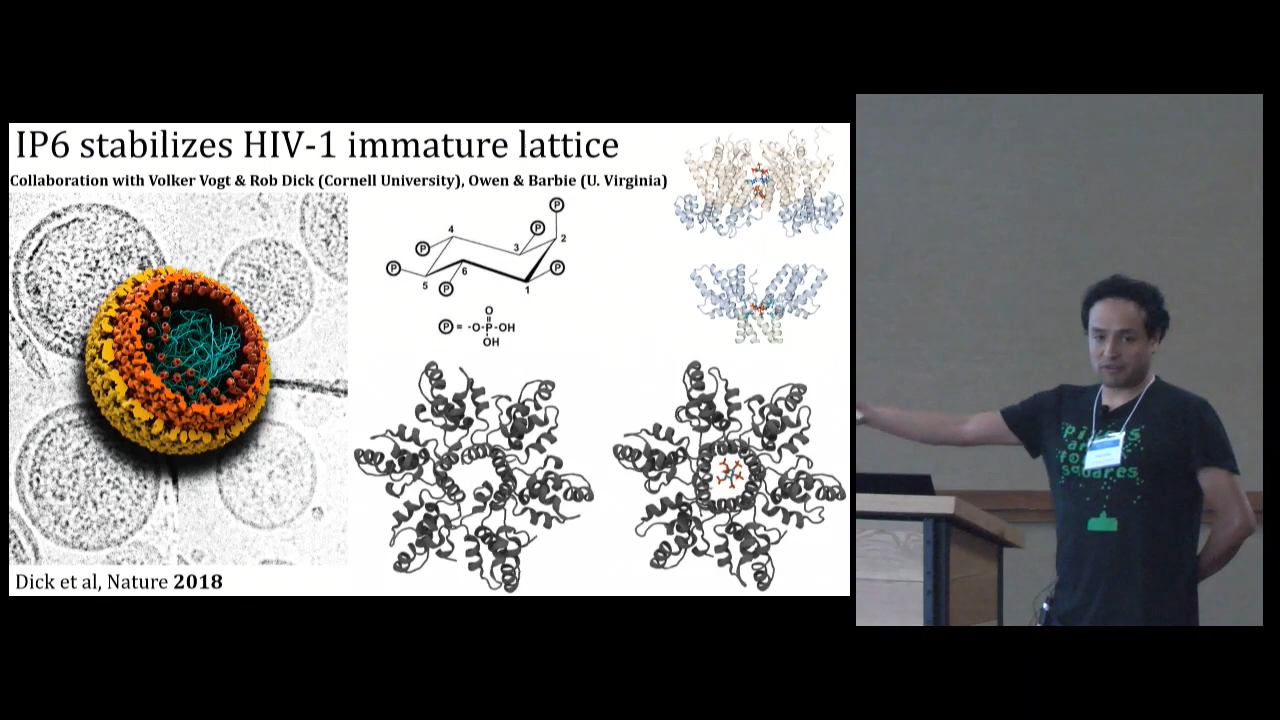 IP6 stabilizes HIV-1 immature lattice
Collaboration with Volker Vogt & Rob Dick (Cornell University), Owen & Barbie (U. Virginia)
P
P
4
2
P
3
P
6
P
5
P
1
O
P = -O-P-OH
OH
Dick et al, Nature 2018
squares